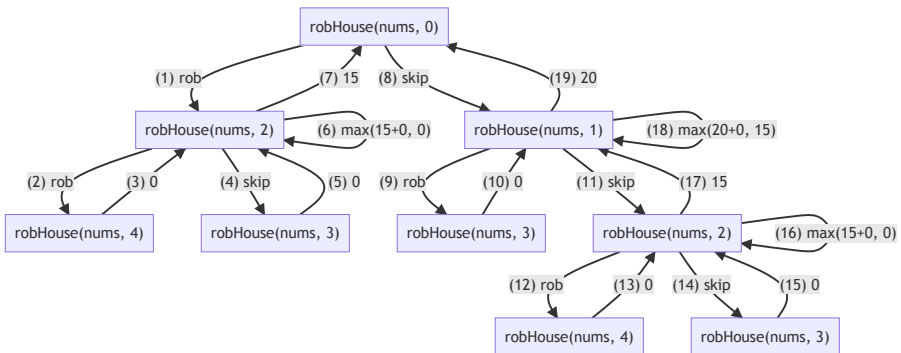 robHouse(nums, 0)
(1) rob
(7) 15
(8) skip
(19) 20
robHouse(nums, 2)
(6) max(15+0, 0)
robHouse(nums, 1)
(18) max(20+0, 15)
(2) rob
(3) 0
(4) skip
(5) 0
(9) rob
(10) 0
(11) skip
(17) 15
robHouse(nums, 4)
robHouse(nums, 3)
robHouse(nums, 3)
robHouse(nums, 2)
(16) max(15+0, 0)
(12) rob
(13) 0
(14) skip
(15) 0
robHouse(nums, 4)
robHouse(nums, 3)